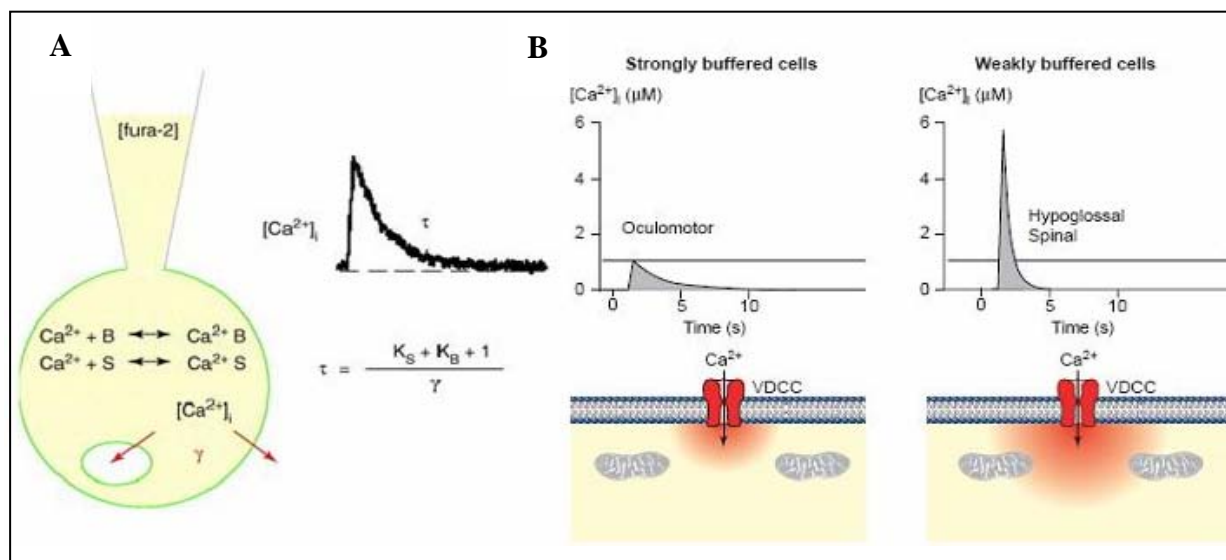 A
[fura-2]
Ca²⁺ + B ⟷ Ca²⁺ B
Ca²⁺ + S ⟷ Ca²⁺ S
[Ca²⁺]ᵢ
γ
[Ca²⁺]ᵢ
τ
τ = (K_S + K_B + 1) / γ
B
Strongly buffered cells
[Ca²⁺]ᵢ (μM)
6
4
2
0
Oculomotor
0 5 10
Time (s)
Ca²⁺
VDCC
Weakly buffered cells
[Ca²⁺]ᵢ (μM)
6
4
2
0
Hypoglossal
Spinal
0 5 10
Time (s)
Ca²⁺
VDCC